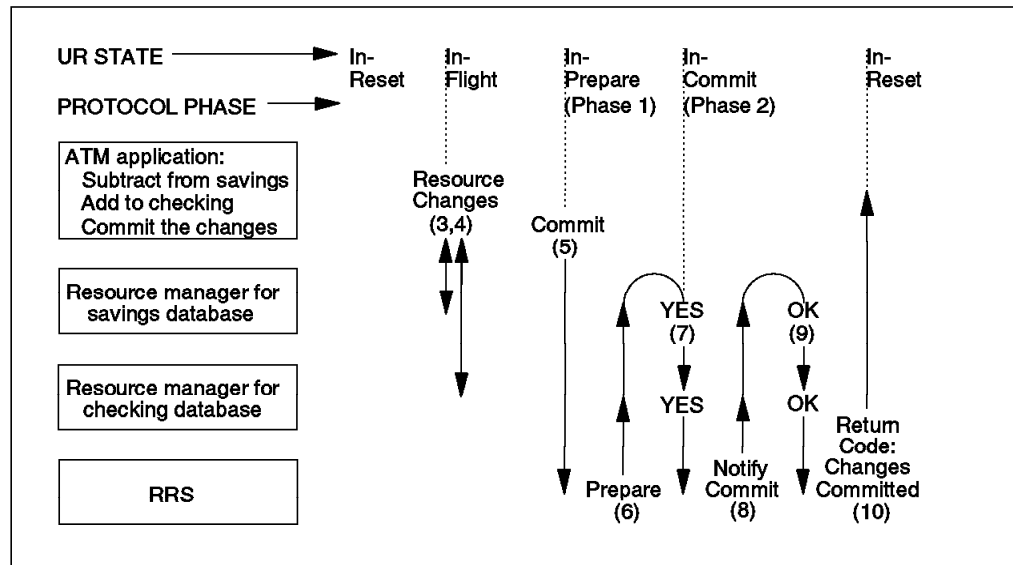 UR STATE
In-
Reset
In-
Flight
In-
Prepare
(Phase 1)
In-
Commit
(Phase 2)
In-
Reset
PROTOCOL PHASE
ATM application:
Subtract from savings
Add to checking
Commit the changes
Resource
Changes
(3,4)
Commit
(5)
Resource manager for
savings database
YES
(7)
OK
(9)
Resource manager for
checking database
YES
OK
RRS
Prepare
(6)
Notify
Commit
(8)
Return
Code:
Changes
Committed
(10)